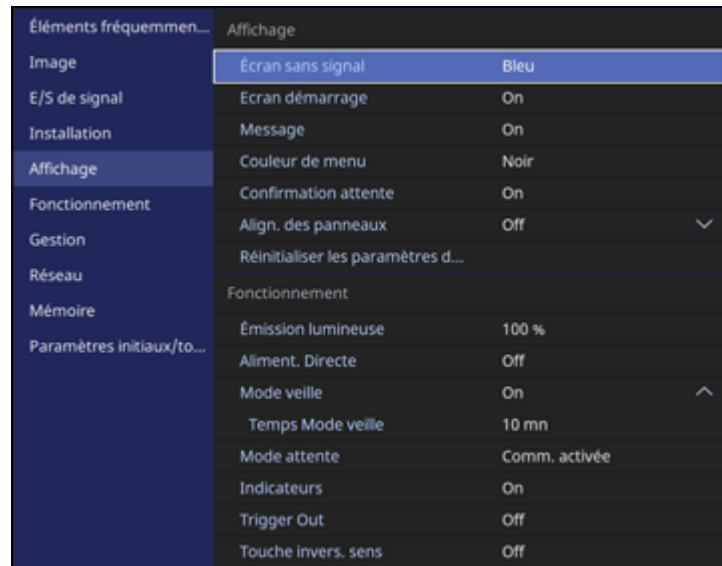 Éléments fréquemmen...
Image
E/S de signal
Installation
Affichage
Fonctionnement
Gestion
Réseau
Mémoire
Paramètres initiaux/to...
Affichage
Écran sans signal Bleu
Ecran démarrage On
Message On
Couleur de menu Noir
Confirmation attente On
Align. des panneaux Off
Réinitialiser les paramètres d...
Fonctionnement
Émission lumineuse 100 %
Aliment. Directe Off
Mode veille On
Temps Mode veille 10 mn
Mode attente Comm. activée
Indicateurs On
Trigger Out Off
Touche invers. sens Off